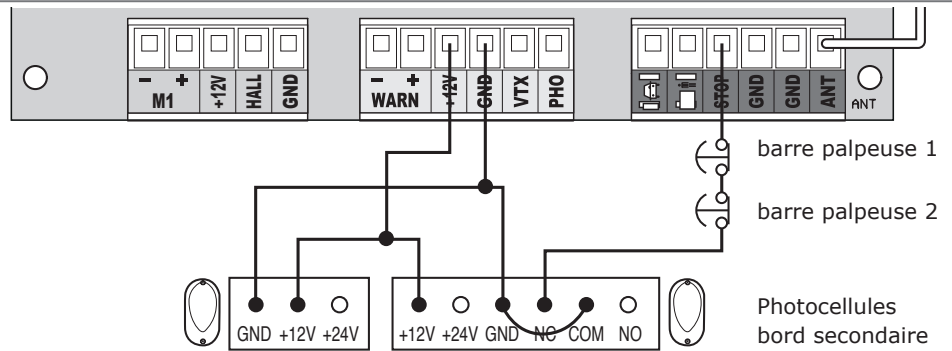 - +
M1
+12V
HALL
GND
- +
WARN
+12V
GND
VTX
PHO
STOP
GND
GND
ANT
ANT
barre palpeuse 1
barre palpeuse 2
GND +12V +24V
+12V +24V GND NC COM NO
Photocellules
bord secondaire